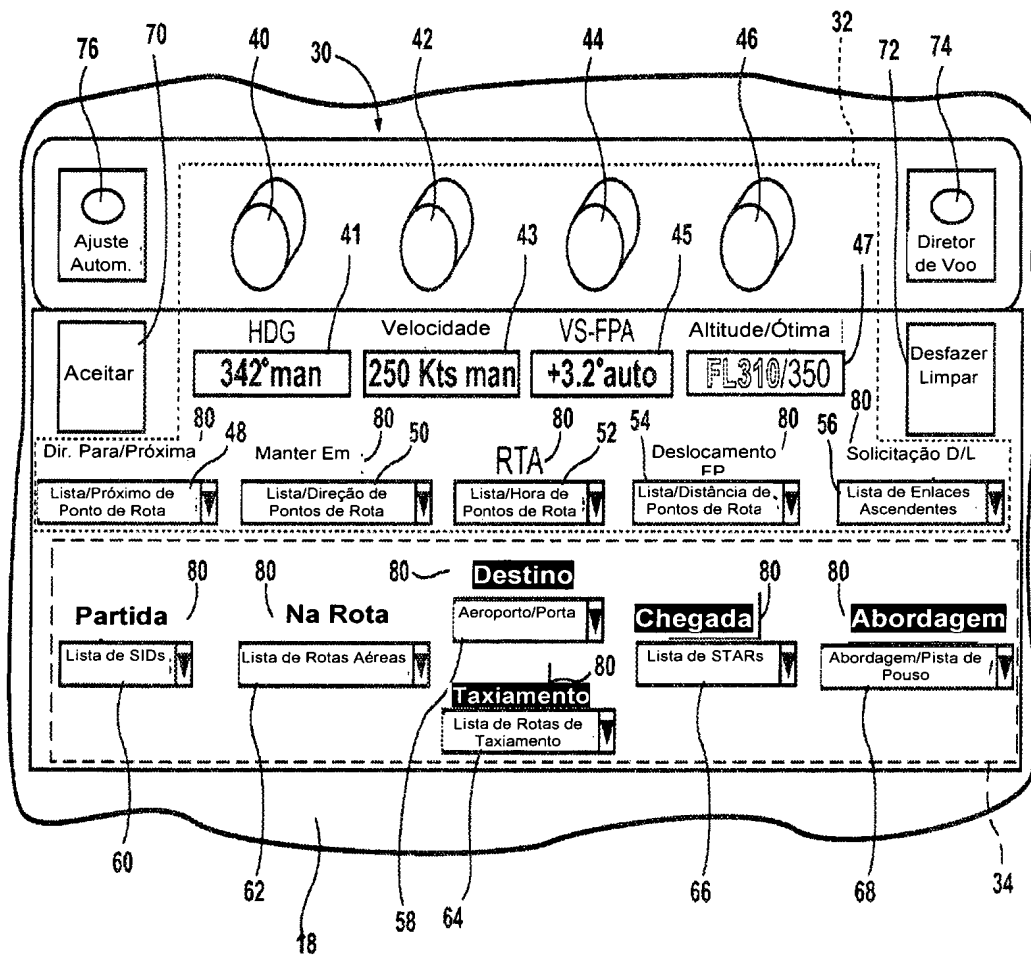 76 70 40 30 42 44 46 32 72 74
Ajuste
Autom.
41 43 45 47
Diretor
de Voo
HDG Velocidade VS-FPA Altitude/Ótima
Aceitar
342°man 250 Kts man +3.2°auto FL310/350
Desfazer
Limpar
80 48 80 50 80 52 54 80 56 80
Dir. Para/Próxima Manter Em RTA Deslocamento
FP
Solicitação D/L
Lista/Próximo de
Ponto de Rota
Lista/Direção de
Pontos de Rota
Lista/Hora de
Pontos de Rota
Lista/Distância de
Pontos de Rota
Lista de Enlaces
Ascendentes
80 80 80 Destino 80 80
Partida Na Rota Aeroporto/Porta Chegada Abordagem
Lista de SIDs Lista de Rotas Aéreas Lista de STARs
Abordagem/Pista de
Pouso
80
Taxiamento
Lista de Rotas de
Taxiamento
60 62 18 58 64 66 68 34